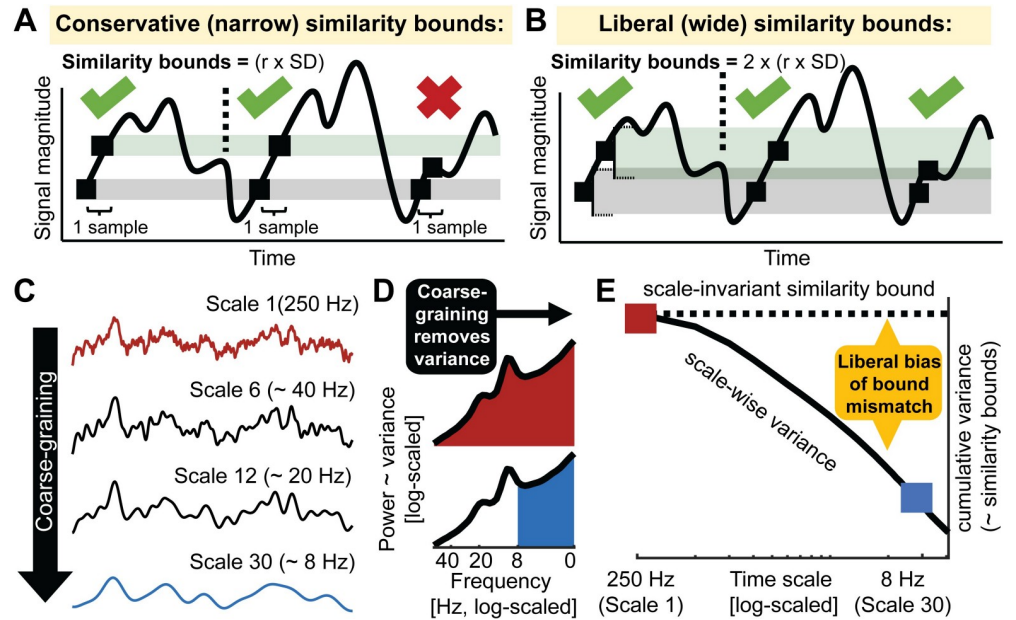 A
Conservative (narrow) similarity bounds:
Similarity bounds = (r x SD)
Signal magnitude
1 sample
1 sample
1 sample
Time
B
Liberal (wide) similarity bounds:
Similarity bounds = 2 x (r x SD)
Signal magnitude
Time
C
Coarse-graining
Scale 1(250 Hz)
Scale 6 (~ 40 Hz)
Scale 12 (~ 20 Hz)
Scale 30 (~ 8 Hz)
D
Coarse-
graining
removes
variance
Power ~ variance
[log-scaled]
40 20 8 0
Frequency
[Hz, log-scaled]
E
scale-invariant similarity bound
Liberal bias
of bound
mismatch
scale-wise variance
cumulative variance
(~ similarity bounds)
250 Hz
(Scale 1)
Time scale
[log-scaled]
8 Hz
(Scale 30)